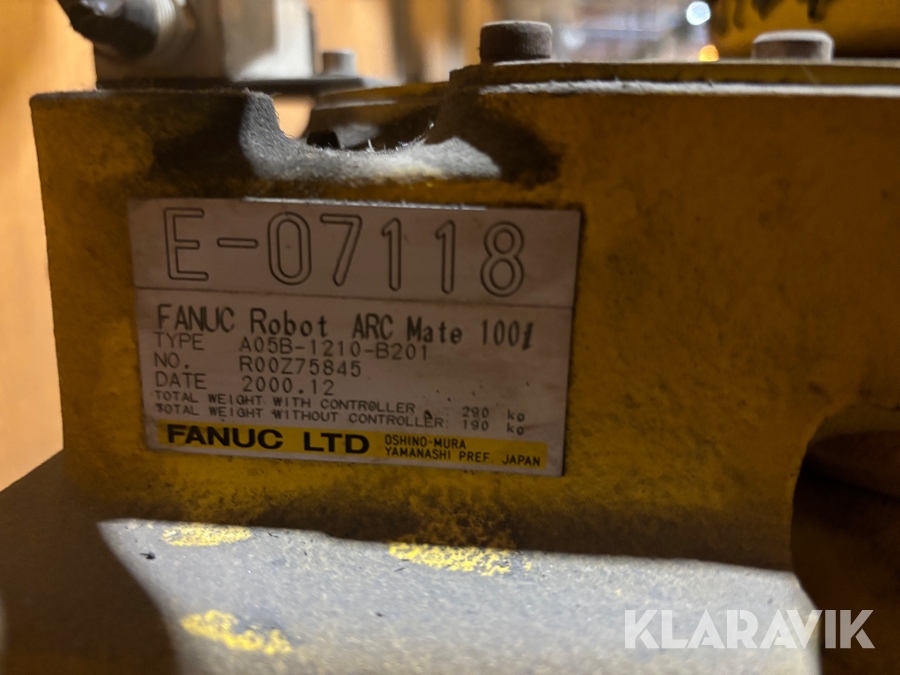 E-07118
FANUC Robot ARC Mate 100i
TYPE A05B-1210-B201
NO. R00Z75845
DATE 2000.12
TOTAL WEIGHT WITH CONTROLLER : 290 kg
TOTAL WEIGHT WITHOUT CONTROLLER: 190 kg
FANUC LTD OSHINO-MURA
YAMANASHI PREF. JAPAN
KLARAVIK